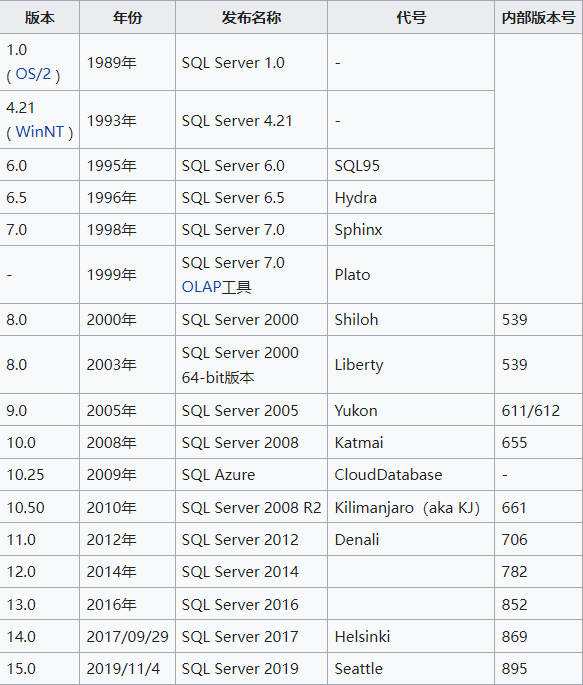 版本 年份 发布名称 代号 内部版本号
1.0
( OS/2 ) 1989年 SQL Server 1.0 -
4.21
( WinNT ) 1993年 SQL Server 4.21 -
6.0 1995年 SQL Server 6.0 SQL95
6.5 1996年 SQL Server 6.5 Hydra
7.0 1998年 SQL Server 7.0 Sphinx
- 1999年 SQL Server 7.0
OLAP工具 Plato
8.0 2000年 SQL Server 2000 Shiloh 539
8.0 2003年 SQL Server 2000
64-bit版本 Liberty 539
9.0 2005年 SQL Server 2005 Yukon 611/612
10.0 2008年 SQL Server 2008 Katmai 655
10.25 2009年 SQL Azure CloudDatabase -
10.50 2010年 SQL Server 2008 R2 Kilimanjaro（aka KJ） 661
11.0 2012年 SQL Server 2012 Denali 706
12.0 2014年 SQL Server 2014 782
13.0 2016年 SQL Server 2016 852
14.0 2017/09/29 SQL Server 2017 Helsinki 869
15.0 2019/11/4 SQL Server 2019 Seattle 895